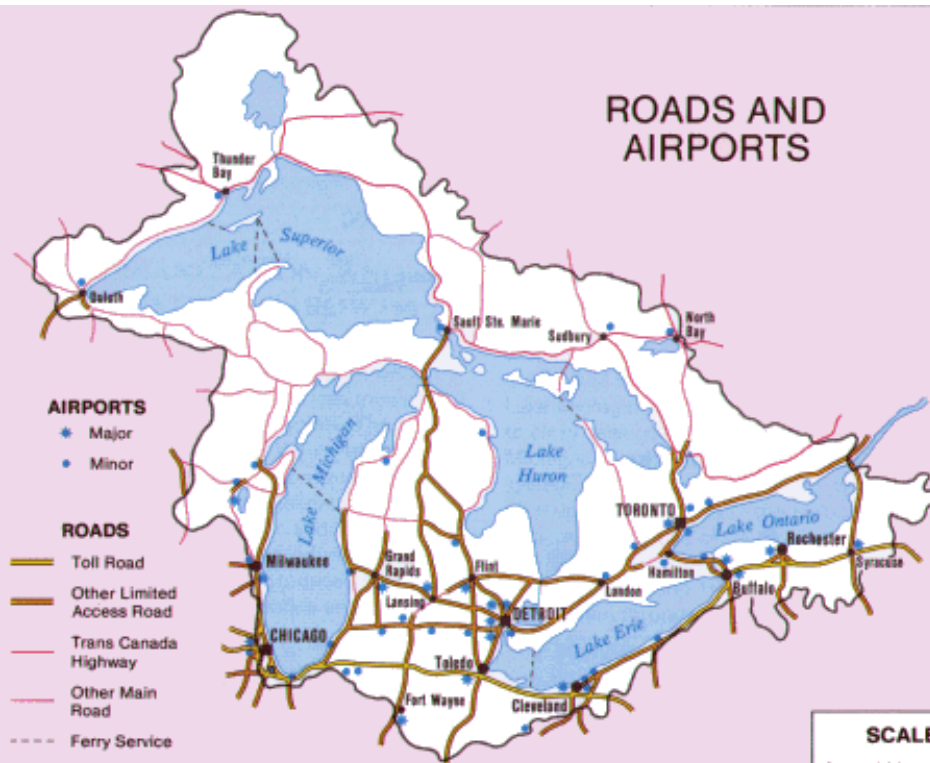 ROADS AND
AIRPORTS
Thunder
Bay
Lake
Superior
Duluth
Sault Ste. Marie
Sudbury
North
Bay
AIRPORTS
Major
Minor
Lake
Michigan
Lake
Huron
TORONTO
Lake Ontario
Rochester
Syracuse
ROADS
Toll Road
Other Limited
Access Road
Trans Canada
Highway
Other Main
Road
Ferry Service
Milwaukee
Grand
Rapids
Flint
Lansing
London
Hamilton
Buffalo
CHICAGO
DETROIT
Lake Erie
Toledo
Fort Wayne
Cleveland
SCALE